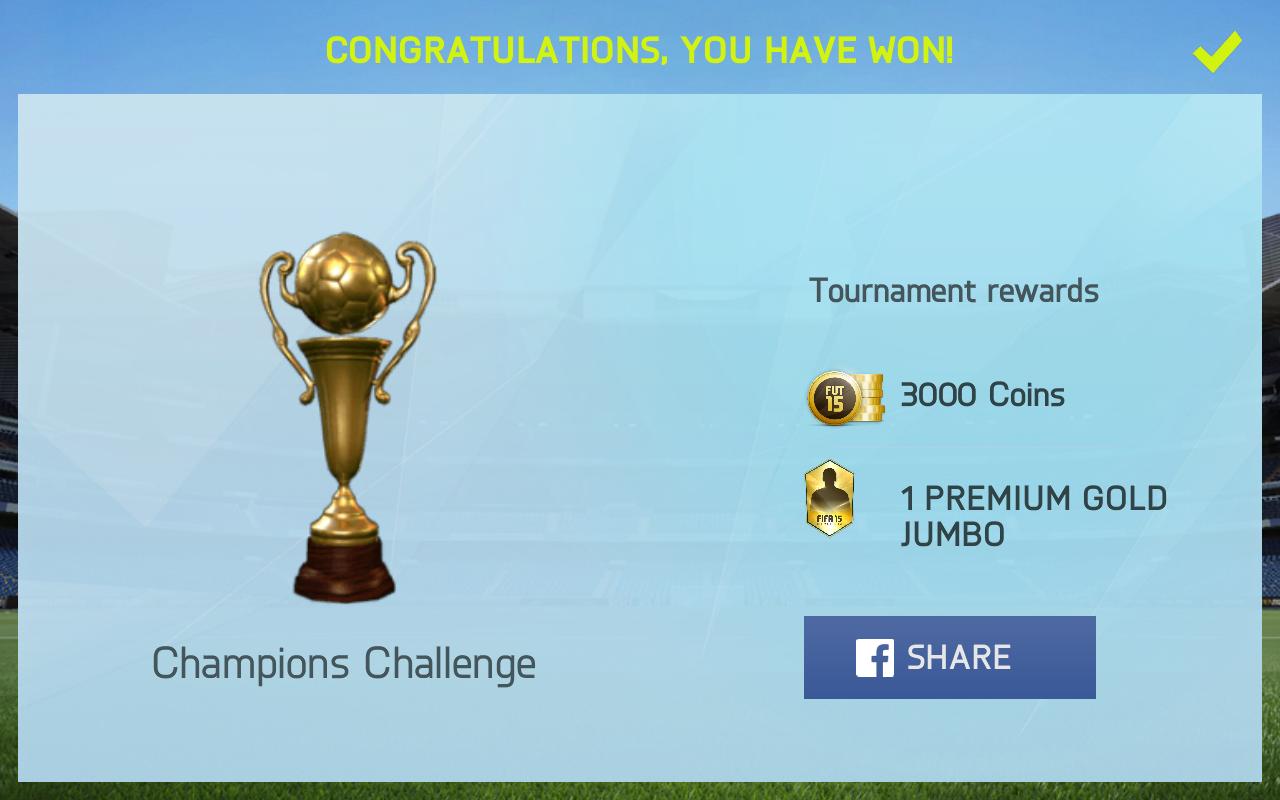 CONGRATULATIONS, YOU HAVE WON!
Tournament rewards
FUT
15
3000 Coins
FIFA 15
1 PREMIUM GOLD
JUMBO
SHARE
Champions Challenge